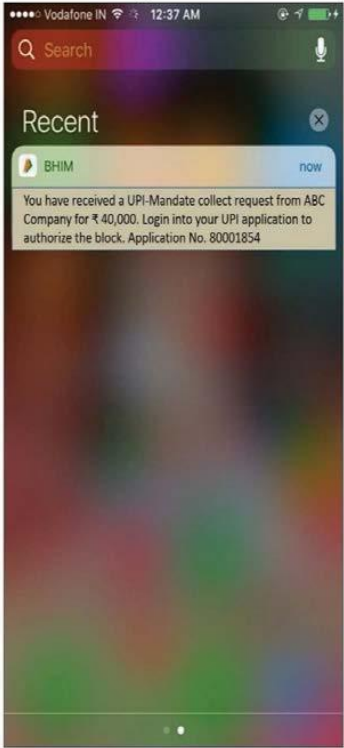 Vodafone IN 12:37 AM
Search
Recent
BHIM now
You have received a UPI-Mandate collect request from ABC
Company for ₹ 40,000. Login into your UPI application to
authorize the block. Application No. 80001854